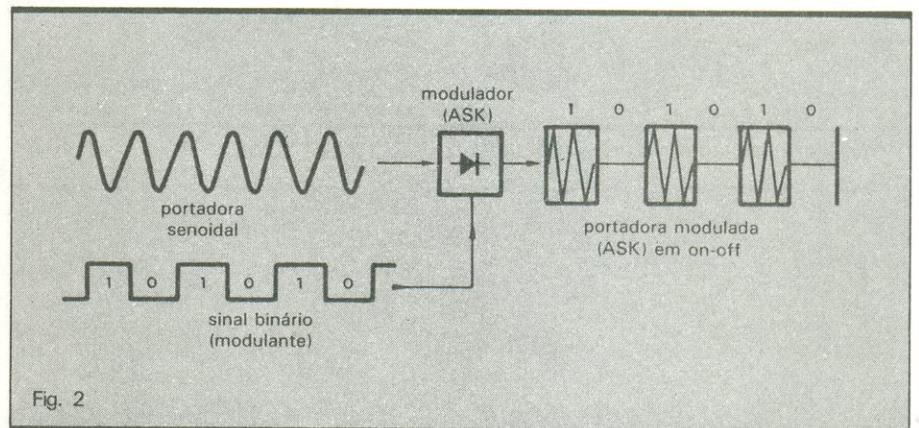 modulador
(ASK)
1 0 1 0 1 0
portadora
senoidal
portadora modulada
(ASK) em on-off
1 0 1 0 1 0
sinal binário
(modulante)
Fig. 2